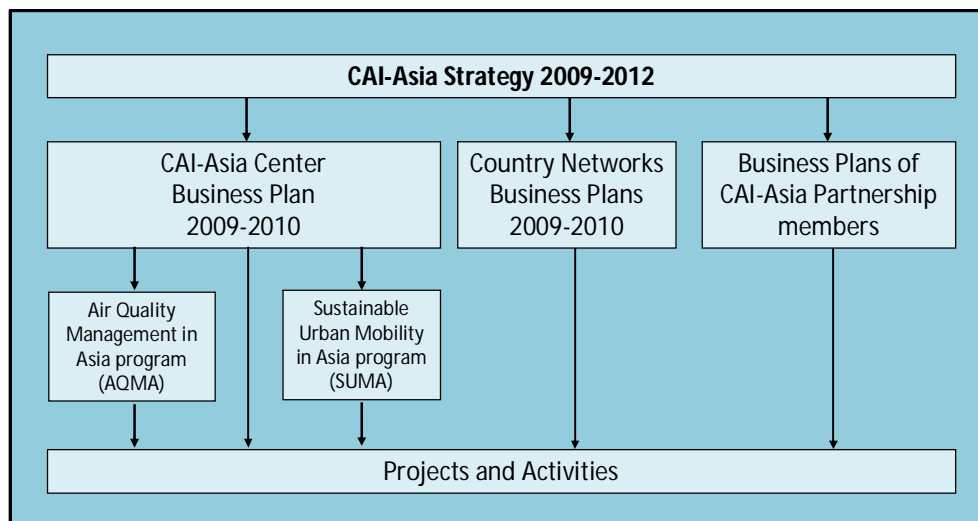 CAI-Asia Strategy 2009-2012
CAI-Asia Center
Business Plan
2009-2010
Country Networks
Business Plans
2009-2010
Business Plans of
CAI-Asia Partnership
members
Air Quality
Management in
Asia program
(AQMA)
Sustainable
Urban Mobility
in Asia program
(SUMA)
Projects and Activities